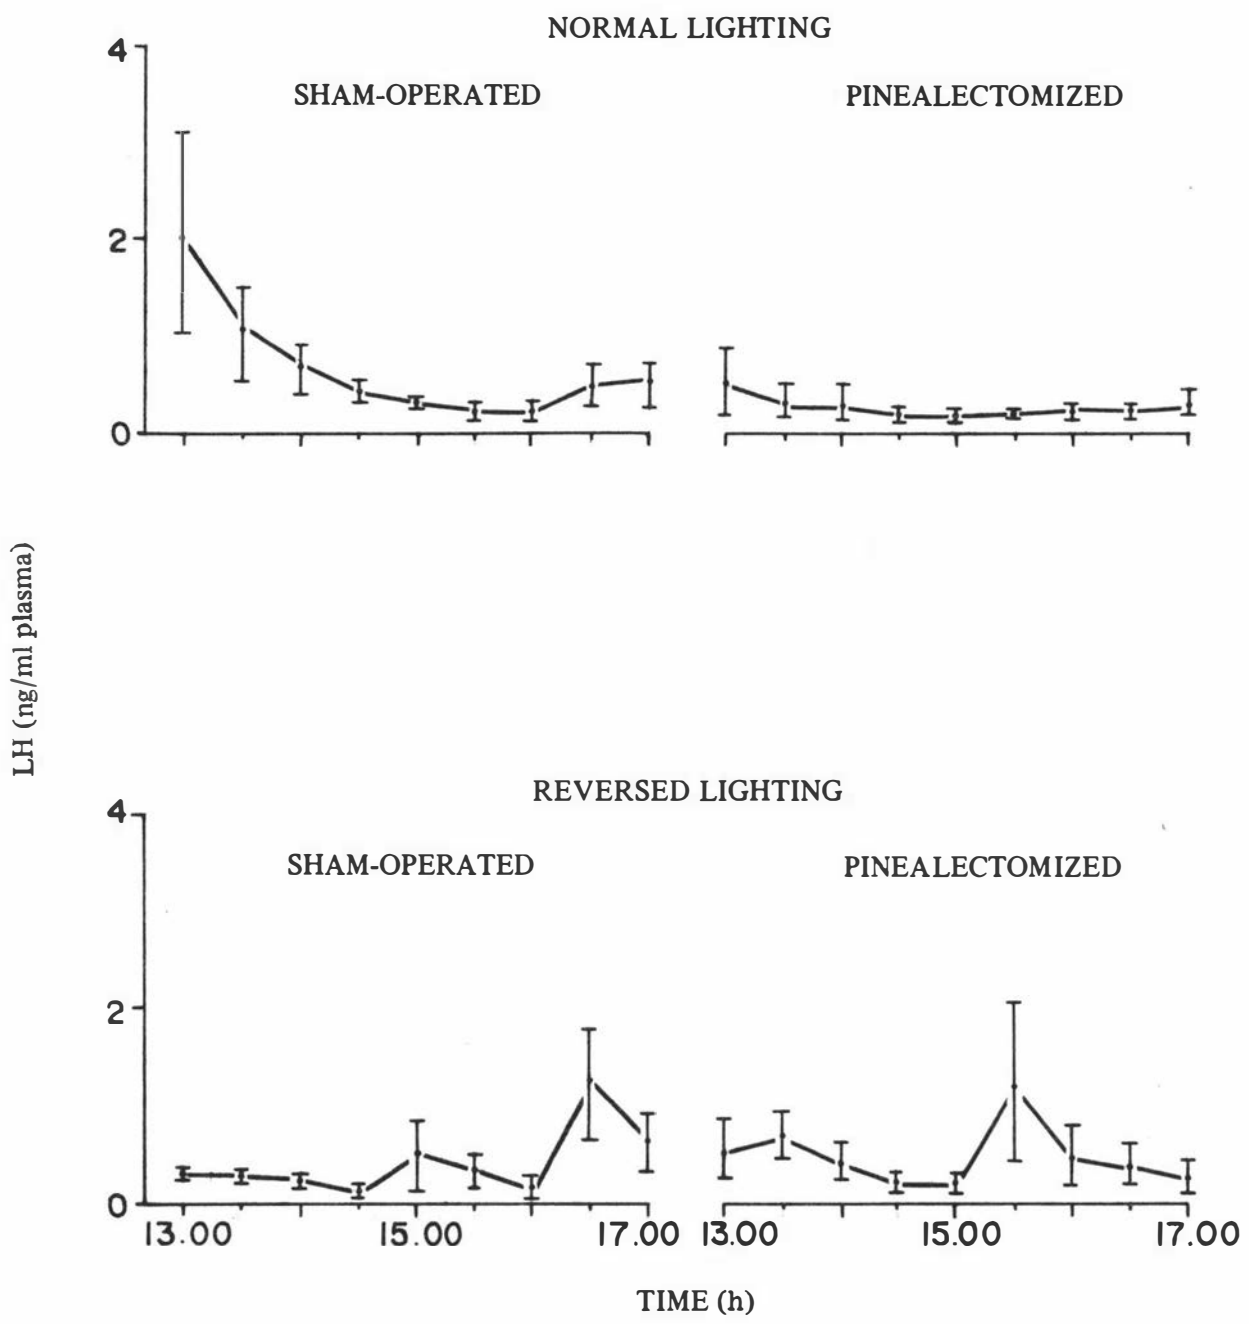 NORMAL LIGHTING
SHAM-OPERATED
PINEALECTOMIZED
4
2
0
LH (ng/ml plasma)
REVERSED LIGHTING
SHAM-OPERATED
PINEALECTOMIZED
4
2
0
13.00 15.00 17.00 13.00 15.00 17.00
TIME (h)